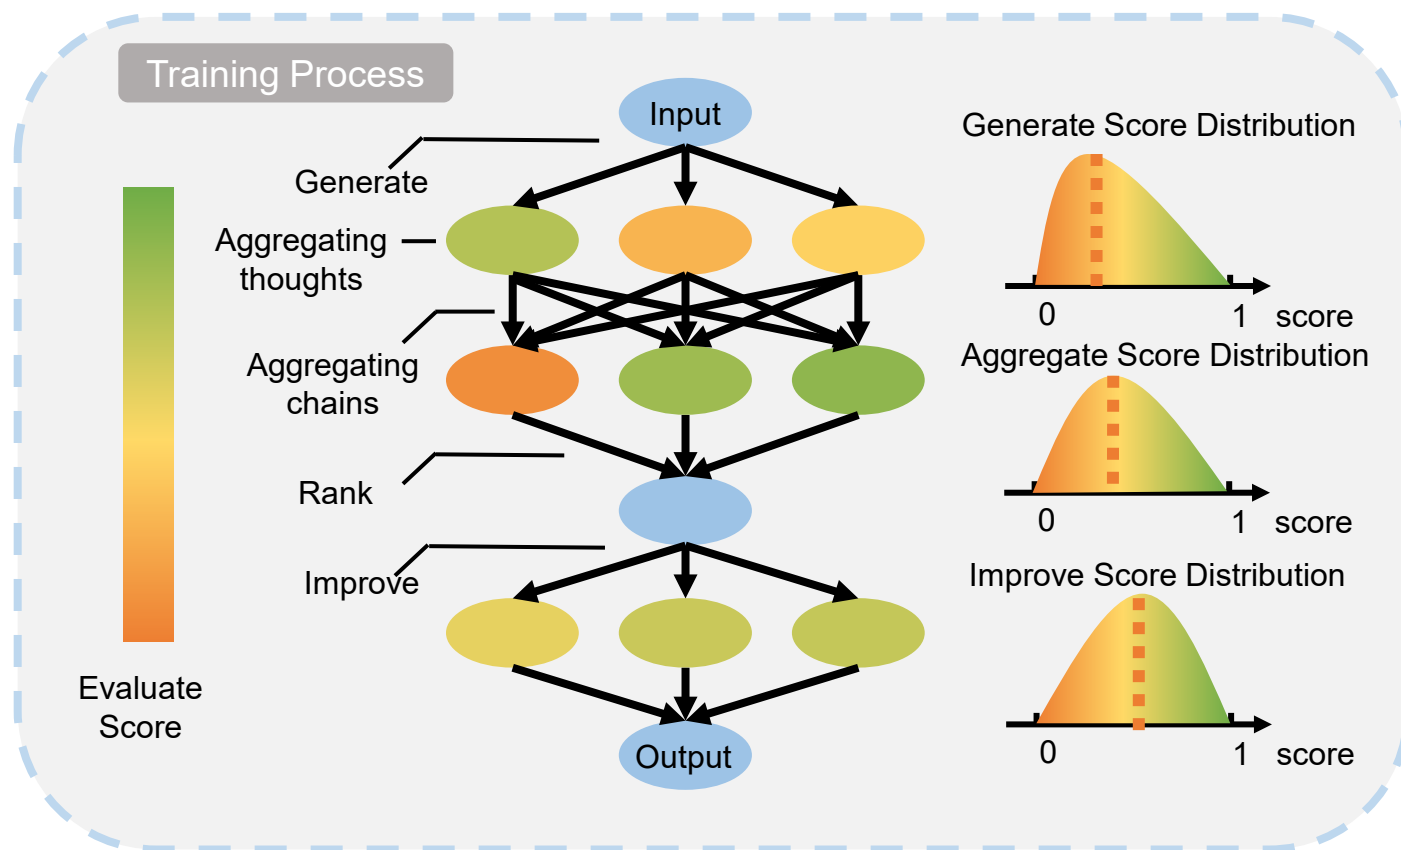 Training Process
Input
Generate
Aggregating
thoughts
Aggregating
chains
Rank
Improve
Output
Evaluate
Score
Generate Score Distribution
0 1 score
Aggregate Score Distribution
0 1 score
Improve Score Distribution
0 1 score